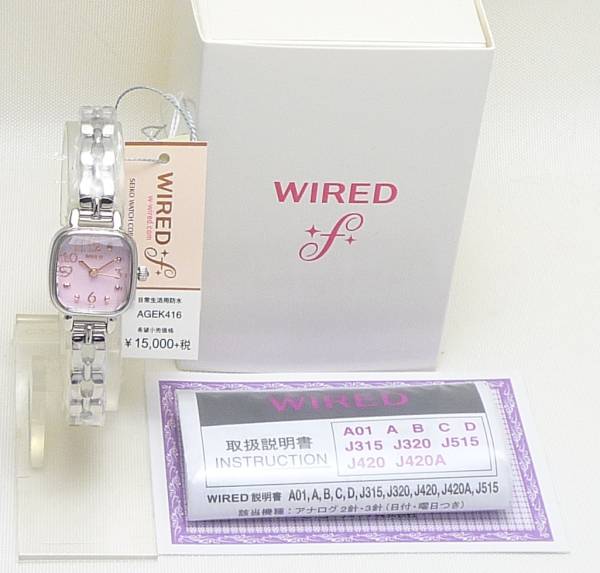 WIRED
f
WIRED
w-wired.com
SEIKO WATCH
日常生活用防水
AGEK416
希望小売価格
¥15,000+税
WIRED
12
6
WIRED
取扱説明書
INSTRUCTION
A01 A B C D
J315 J320 J515
J420 J420A
WIRED 説明書 A01, A, B, C, D, J315, J320, J420, J420A, J515
該当機種:アナログ2針・3針(日付・曜日つき)